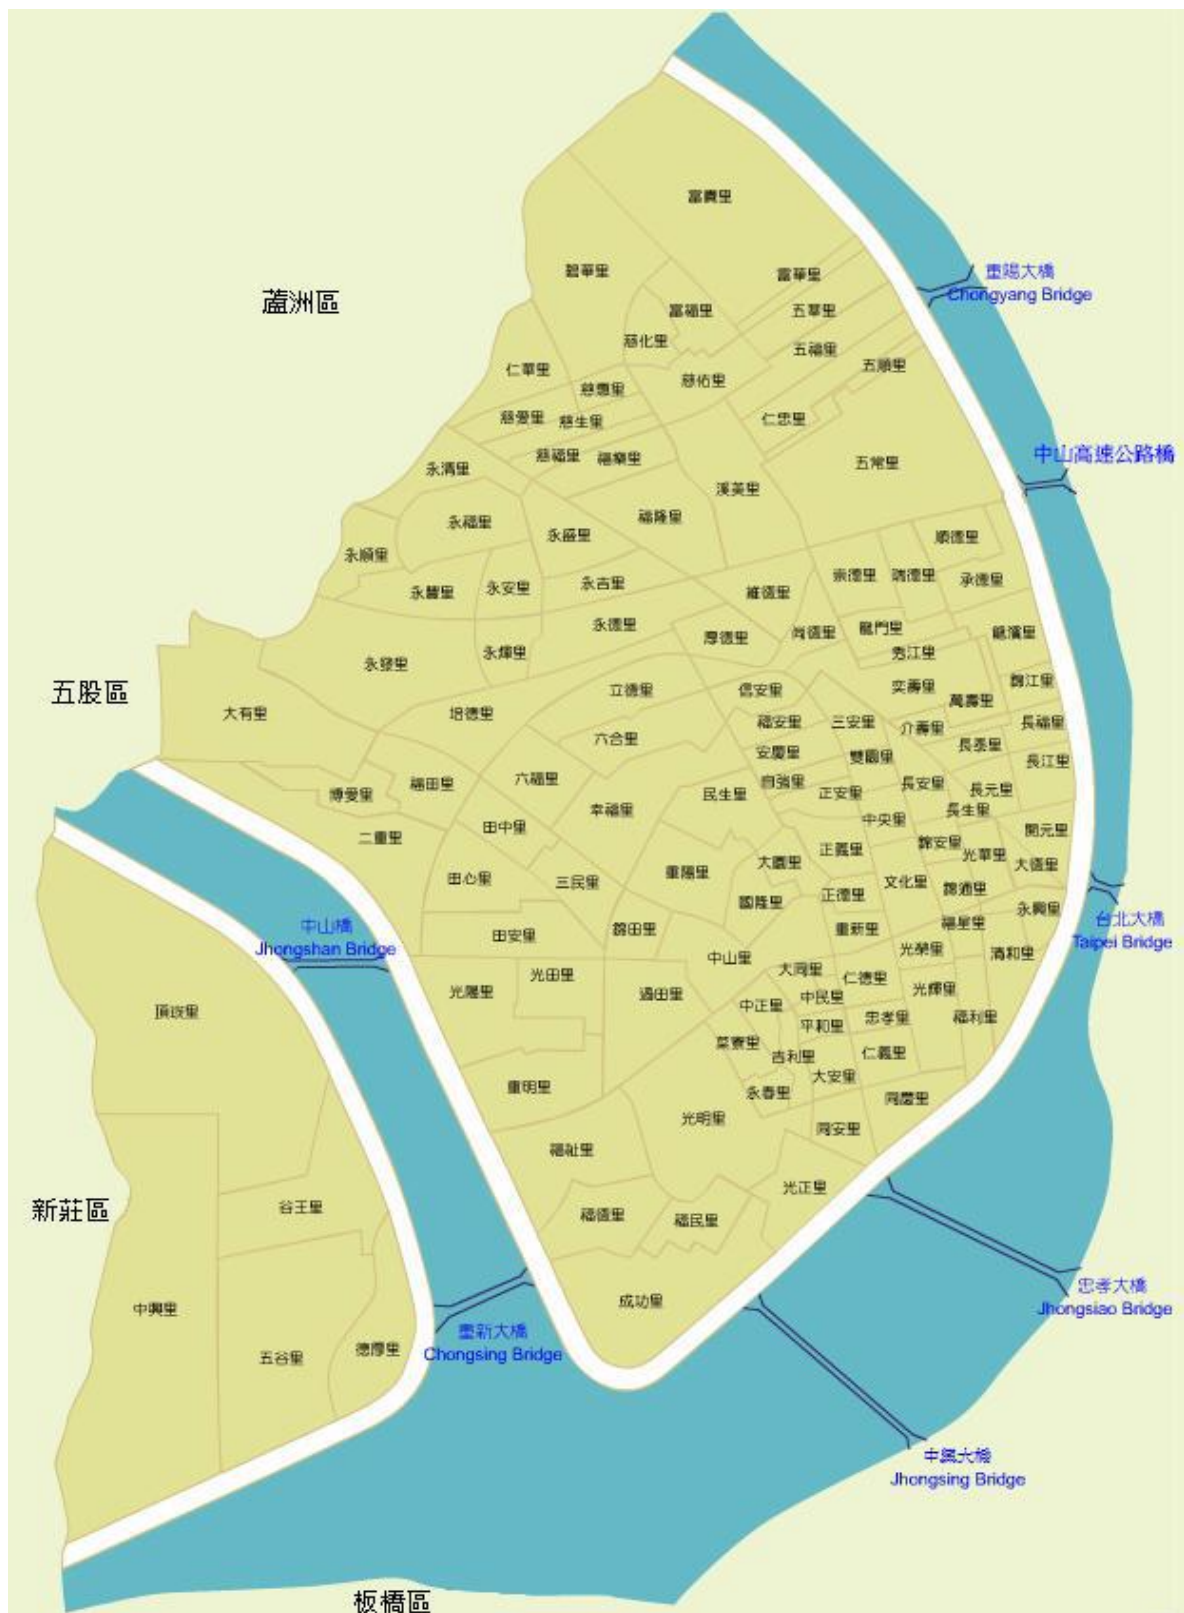 富貴里
碧華里
富華里
重陽大橋
Chongyang Bridge
蘆洲區
富福里
五華里
慈化里
五福里
五順里
仁華里
慈惠里
慈佑里
慈愛里
慈生里
仁忠里
慈福里
福樂里
中山高速公路橋
永清里
五常里
溪美里
永福里
福隆里
永順里
永盛里
順德里
崇德里
瑞德里
承德里
永豐里
永安里
永吉里
維德里
永德里
厚德里
尚德里
龍門里
龍濱里
永發里
永輝里
秀江里
五股區
立德里
信安里
奕壽里
錦江里
萬壽里
大有里
培德里
福安里
三安里
介壽里
長福里
六合里
安慶里
雙園里
長泰里
長江里
博愛里
福田里
六福里
自強里
民生里
正安里
長安里
長元里
幸福里
長生里
二重里
田中里
中央里
開元里
正義里
錦安里
光華里
大園里
大德里
田心里
三民里
重陽里
文化里
錦通里
國隆里
正德里
永興里
台北大橋
Taipei Bridge
中山橋
Jhongshan Bridge
田安里
錦田里
重新里
福星里
光榮里
清和里
中山里
大同里
仁德里
光陽里
光田里
過田里
中正里
中民里
光輝里
頂崁里
平和里
忠孝里
福利里
菜寮里
吉利里
仁義里
重明里
永春里
大安里
同慶里
光明里
同安里
福祉里
光正里
新莊區
谷王里
福德里
福民里
忠孝大橋
Jhongsiao Bridge
中興里
成功里
五谷里
德厚里
重新大橋
Chongsing Bridge
中興大橋
Jhongsing Bridge
板橋區